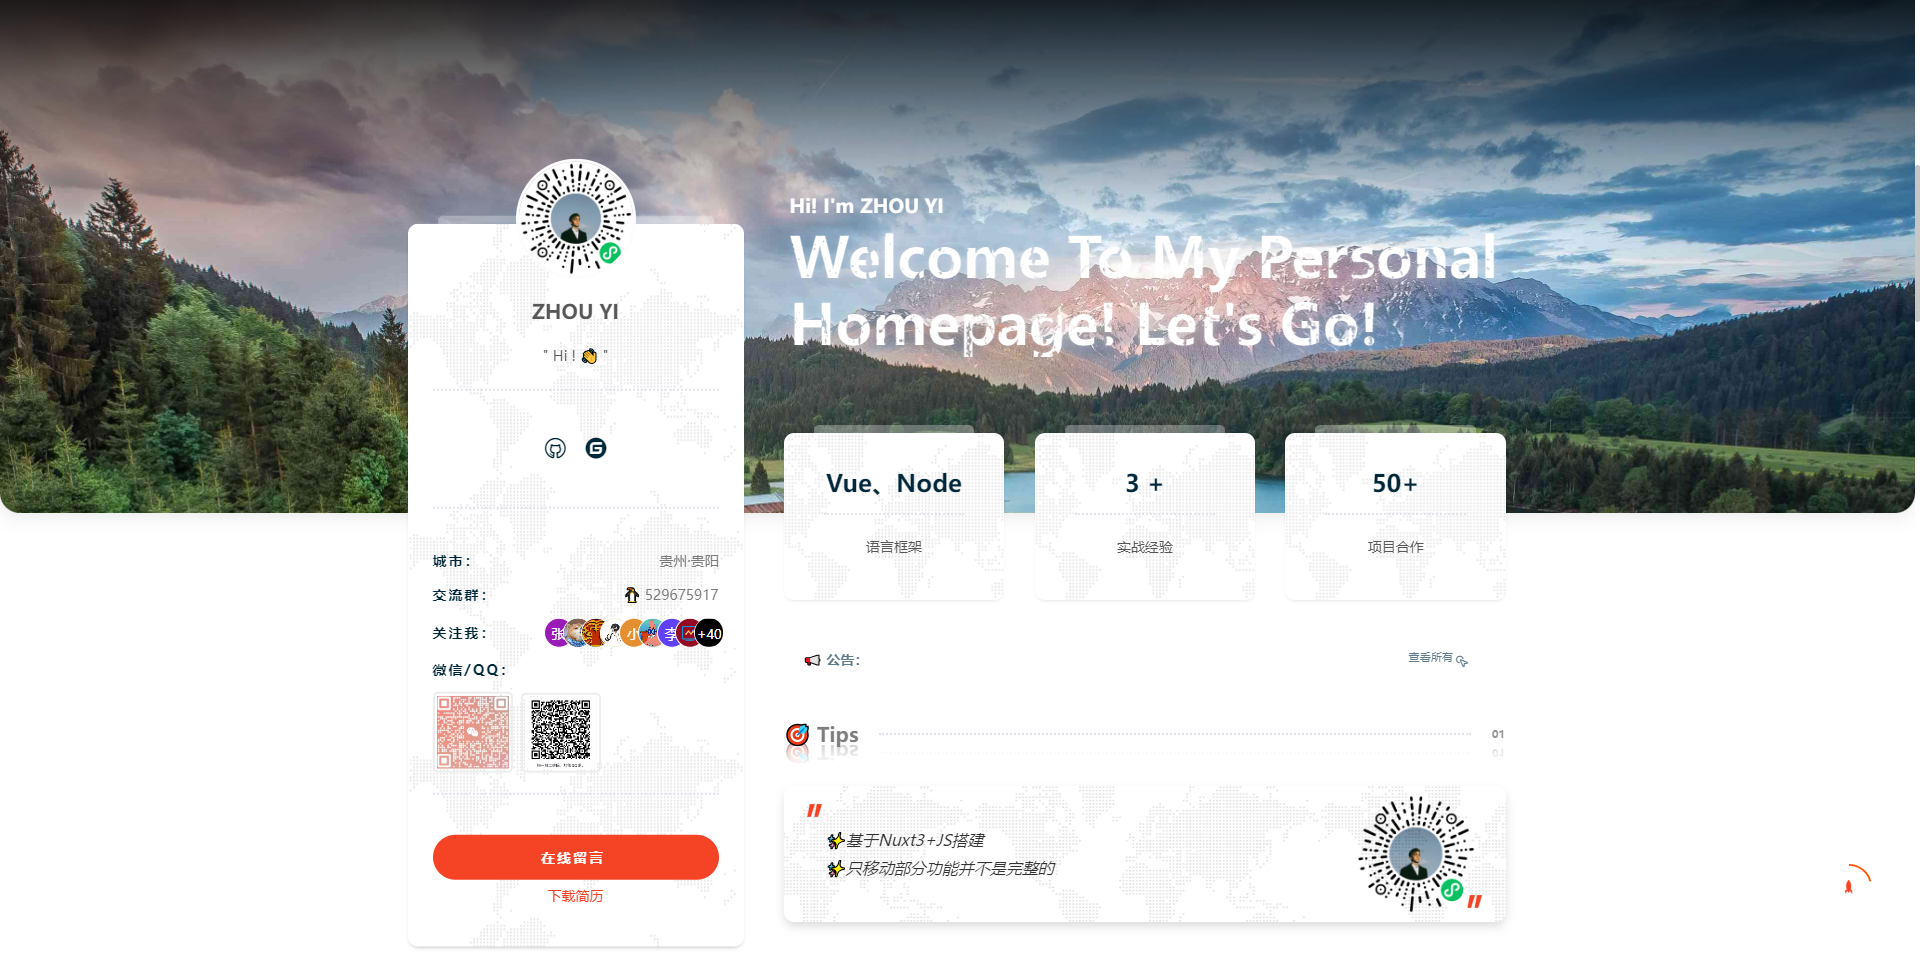 ZHOU YI
" Hi ! 👏 "
城市：
贵州·贵阳
交流群：
529675917
关注我：
张
小
李
+40
微信/QQ：
在线留言
下载简历
Hi! I'm ZHOU YI
Welcome To My Personal
Homepage! Let's Go!
Vue、Node
语言框架
3 +
实战经验
50+
项目合作
公告：
查看所有
Tips
01
"
✨基于Nuxt3+JS搭建
✨只移动部分功能并不是完整的
"